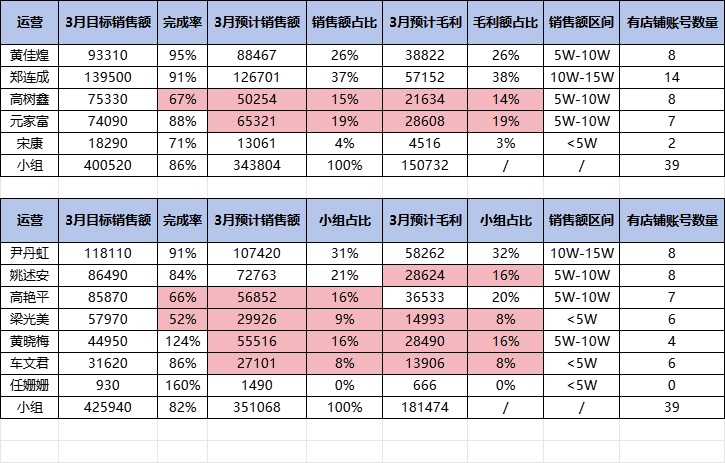 运营 3月目标销售额 完成率 3月预计销售额 销售额占比 3月预计毛利 毛利额占比 销售额区间 有店铺账号数量
黄佳煌 93310 95% 88467 26% 38822 26% 5W-10W 8
郑连成 139500 91% 126701 37% 57152 38% 10W-15W 14
高树鑫 75330 67% 50254 15% 21634 14% 5W-10W 8
元家富 74090 88% 65321 19% 28608 19% 5W-10W 7
宋康 18290 71% 13061 4% 4516 3% <5W 2
小组 400520 86% 343804 100% 150732 / / 39
运营 3月目标销售额 完成率 3月预计销售额 小组占比 3月预计毛利 小组占比 销售额区间 有店铺账号数量
尹丹虹 118110 91% 107420 31% 58262 32% 10W-15W 8
姚述安 86490 84% 72763 21% 28624 16% 5W-10W 8
高艳平 85870 66% 56852 16% 36533 20% 5W-10W 7
梁光美 57970 52% 29926 9% 14993 8% <5W 6
黄晓梅 44950 124% 55516 16% 28490 16% 5W-10W 4
车文君 31620 86% 27101 8% 13906 8% <5W 6
任姗姗 930 160% 1490 0% 666 0% <5W 0
小组 425940 82% 351068 100% 181474 / / 39